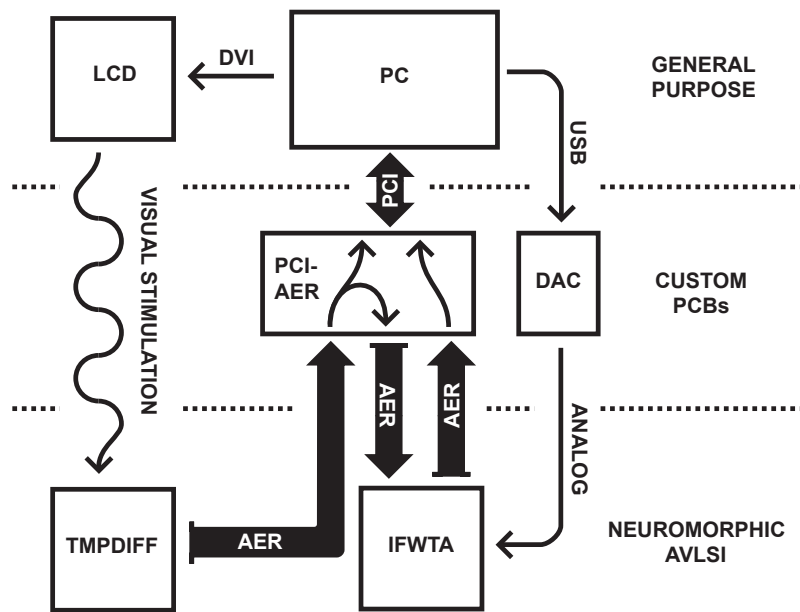 LCD
DVI
PC
GENERAL
PURPOSE
USB
PCI
VISUAL STIMULATION
PCI-
AER
DAC
CUSTOM
PCBs
AER
AER
ANALOG
TMPDIFF
AER
IFWTA
NEUROMORPHIC
AVLSI